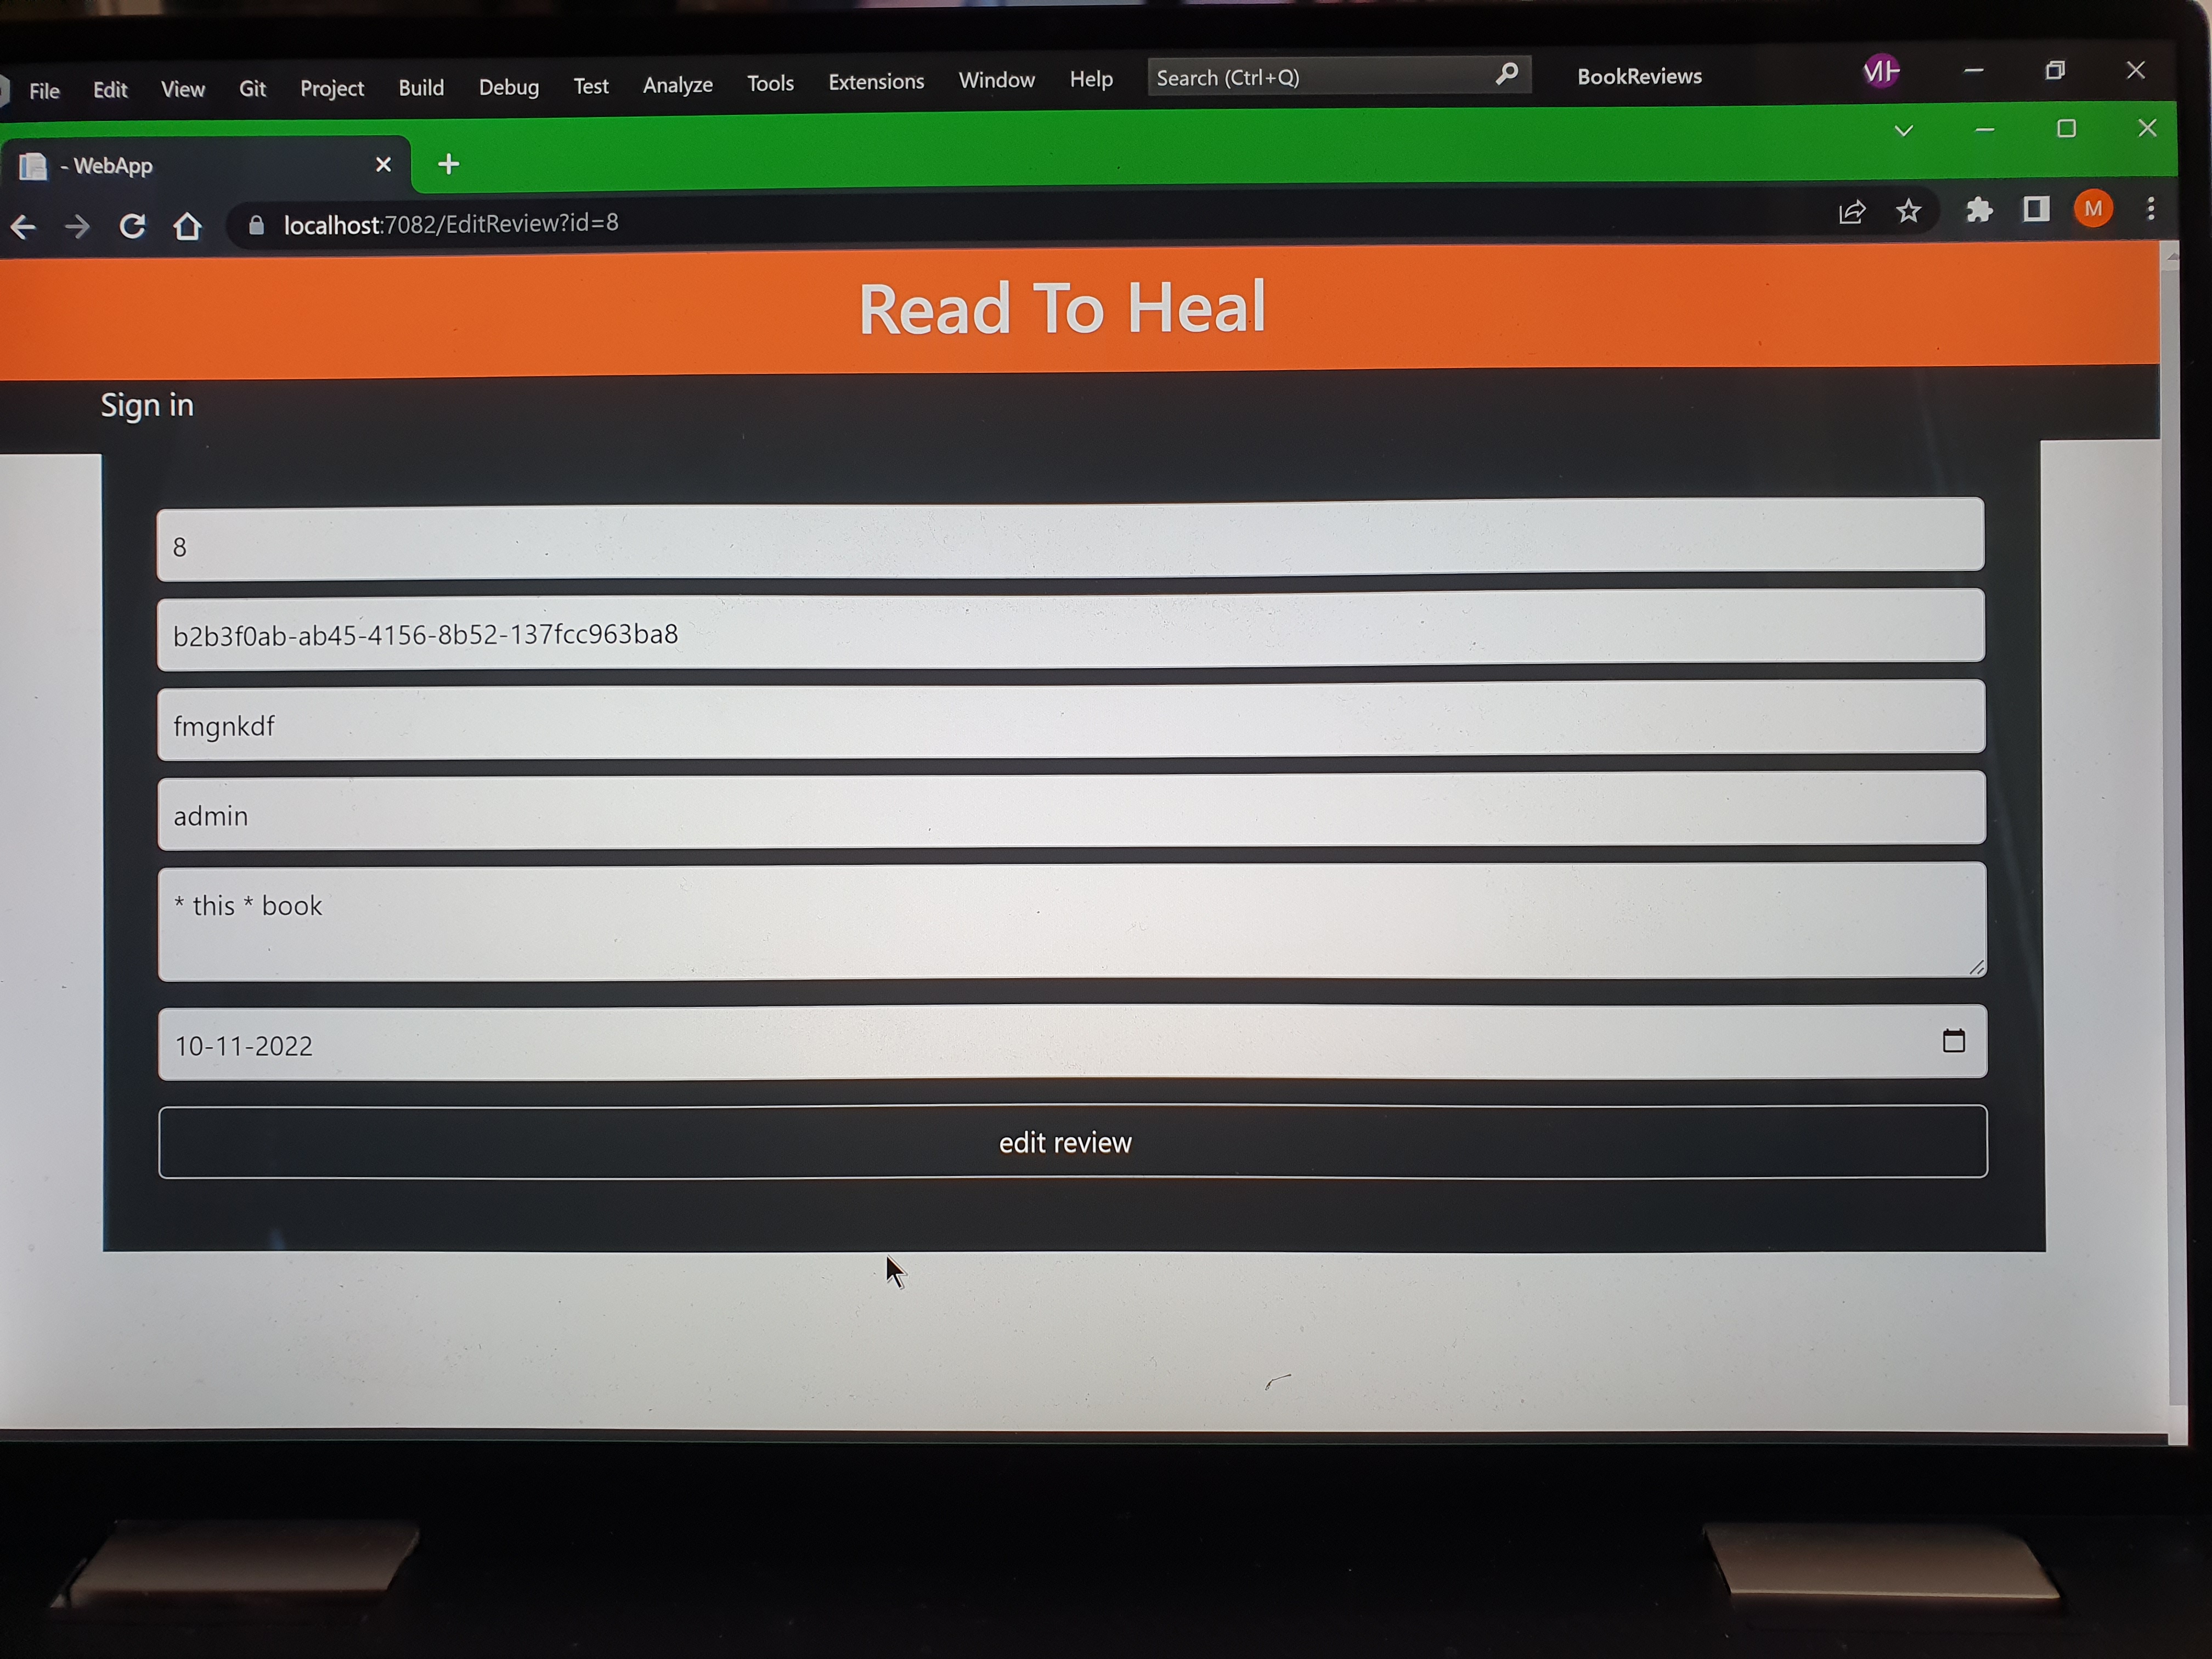 File Edit View Git Project Build Debug Test Analyze Tools Extensions Window Help Search (Ctrl+Q) BookReviews
- WebApp
localhost:7082/EditReview?id=8
M
Read To Heal
Sign in
8
b2b3f0ab-ab45-4156-8b52-137fcc963ba8
fmgnkdf
admin
* this * book
10-11-2022
edit review